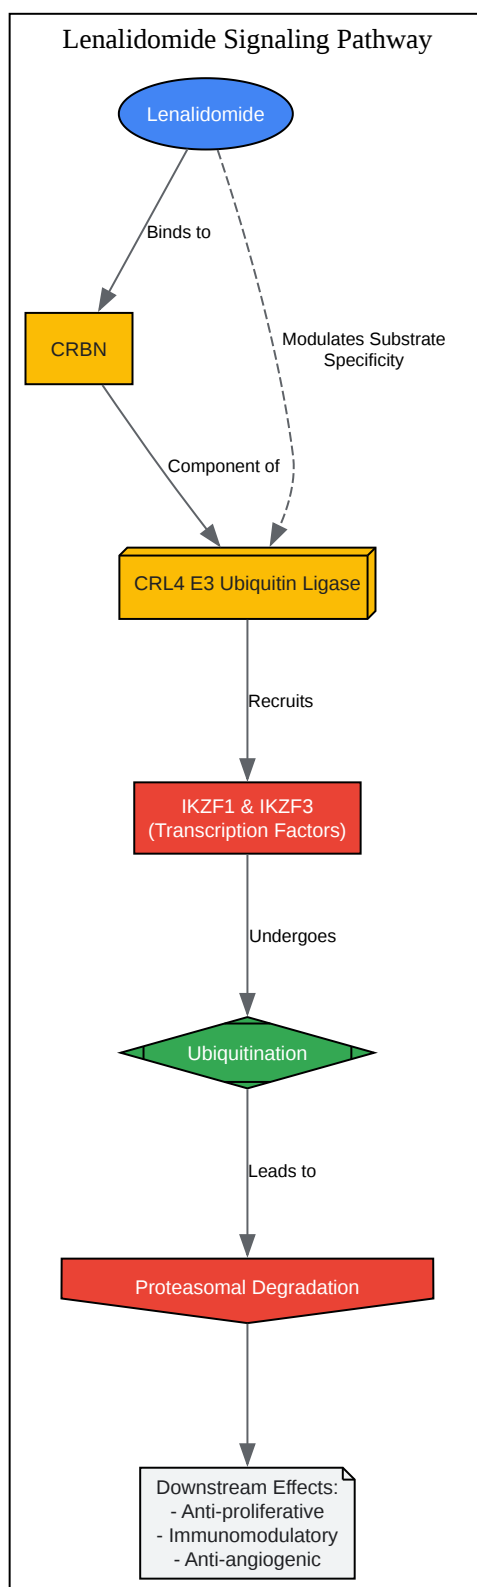 Lenalidomide Signaling Pathway
Lenalidomide
Binds to
Modulates Substrate
Specificity
CRBN
Component of
CRL4 E3 Ubiquitin Ligase
Recruits
IKZF1 & IKZF3
(Transcription Factors)
Undergoes
Ubiquitination
Leads to
Proteasomal Degradation
Downstream Effects:
- Anti-proliferative
- Immunomodulatory
- Anti-angiogenic